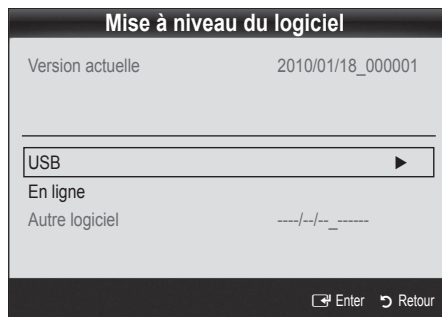 Mise à niveau du logiciel
Version actuelle 2010/01/18_000001
USB ►
En ligne
Autre logiciel ----/--/--_------
Enter Retour